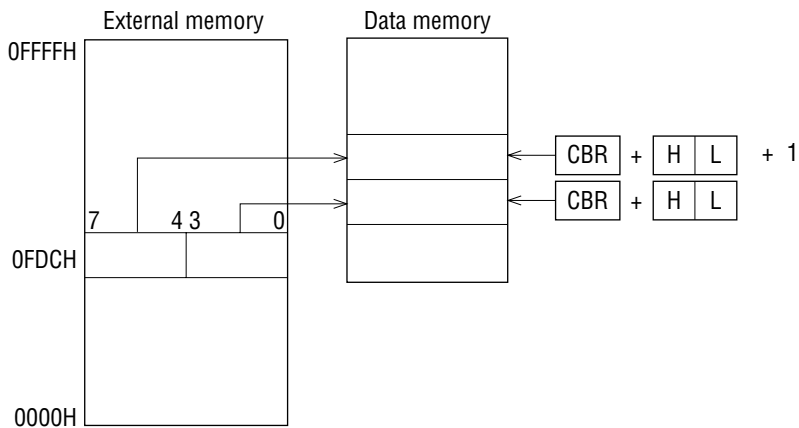 External memory
Data memory
0FFFFH
CBR + H L + 1
CBR + H L
7 4 3 0
0FDCH
0000H